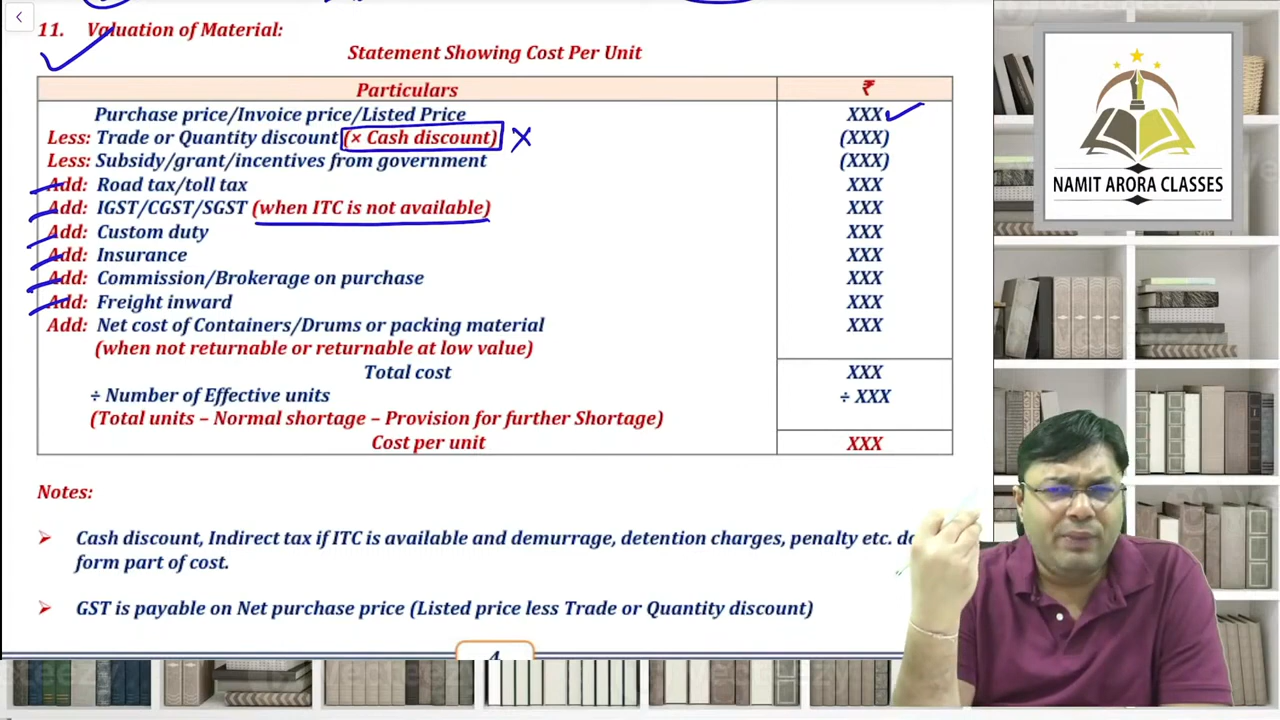 11. Valuation of Material:
Statement Showing Cost Per Unit
Particulars ₹
Purchase price/Invoice price/Listed Price XXX
Less: Trade or Quantity discount (× Cash discount) (XXX)
Less: Subsidy/grant/incentives from government (XXX)
Add: Road tax/toll tax XXX
Add: IGST/CGST/SGST (when ITC is not available) XXX
Add: Custom duty XXX
Add: Insurance XXX
Add: Commission/Brokerage on purchase XXX
Add: Freight inward XXX
Add: Net cost of Containers/Drums or packing material XXX
(when not returnable or returnable at low value)
Total cost XXX
÷ Number of Effective units ÷ XXX
(Total units – Normal shortage – Provision for further Shortage)
Cost per unit XXX
Notes:
Cash discount, Indirect tax if ITC is available and demurrage, detention charges, penalty etc.
form part of cost.
GST is payable on Net purchase price (Listed price less Trade or Quantity discount)
4
NAMIT ARORA CLASSES